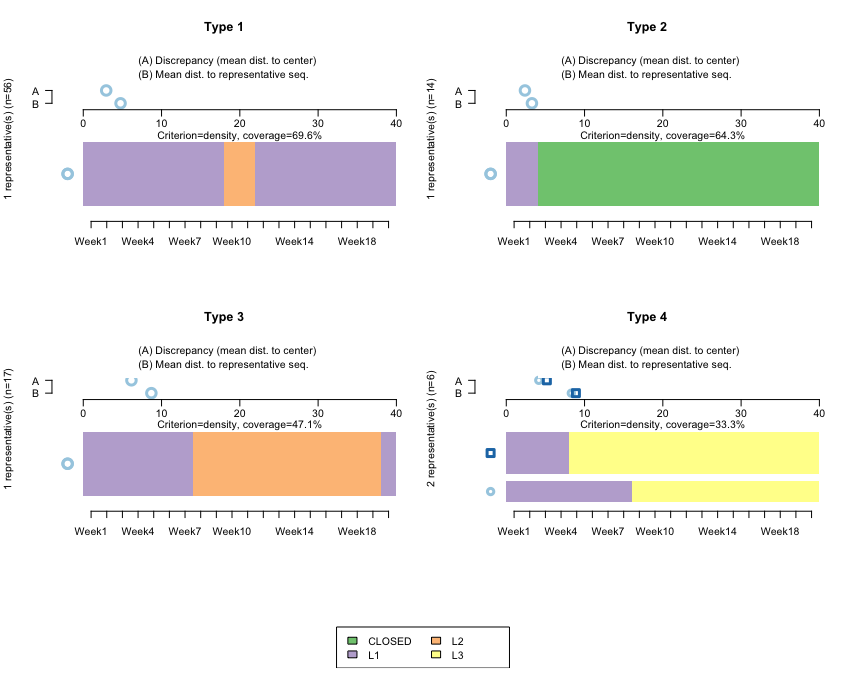 Type 1
(A) Discrepancy (mean dist. to center)
(B) Mean dist. to representative seq.
A
B
0 10 20 30 40
Criterion=density, coverage=69.6%
1 representative(s) (n=56)
Week1 Week4 Week7 Week10 Week14 Week18
Type 2
(A) Discrepancy (mean dist. to center)
(B) Mean dist. to representative seq.
A
B
0 10 20 30 40
Criterion=density, coverage=64.3%
1 representative(s) (n=14)
Week1 Week4 Week7 Week10 Week14 Week18
Type 3
(A) Discrepancy (mean dist. to center)
(B) Mean dist. to representative seq.
A
B
0 10 20 30 40
Criterion=density, coverage=47.1%
1 representative(s) (n=17)
Week1 Week4 Week7 Week10 Week14 Week18
Type 4
(A) Discrepancy (mean dist. to center)
(B) Mean dist. to representative seq.
A
B
0 10 20 30 40
Criterion=density, coverage=33.3%
2 representative(s) (n=6)
Week1 Week4 Week7 Week10 Week14 Week18
CLOSED L2
L1 L3